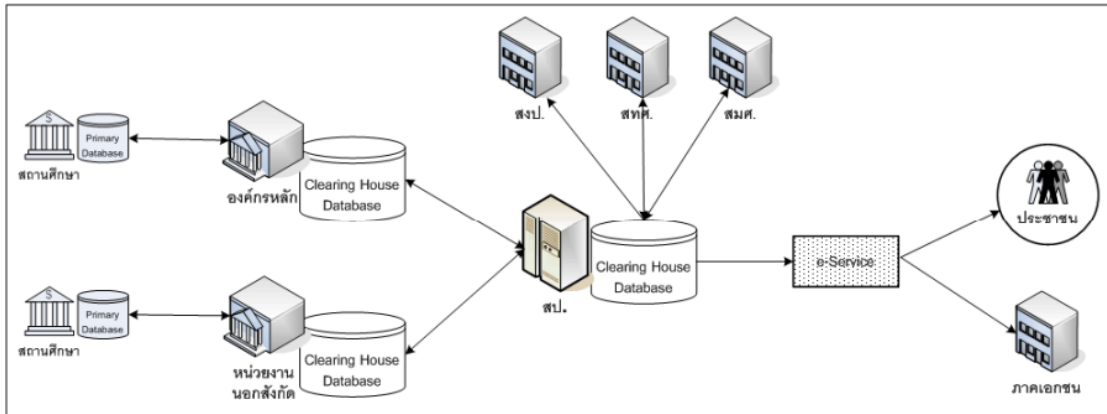 สงป.
สทศ.
สมศ.
Primary
Database
สถานศึกษา
องค์กรหลัก
Clearing House
Database
สป.
Clearing House
Database
e-Service
ประชาชน
Primary
Database
สถานศึกษา
หน่วยงาน
นอกสังกัด
Clearing House
Database
ภาคเอกชน